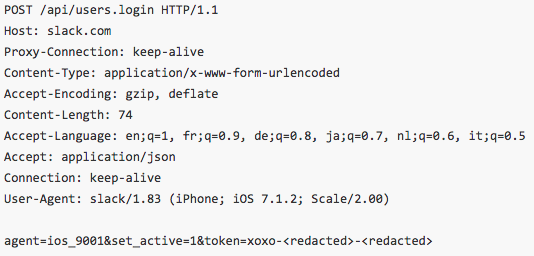 POST /api/users.login HTTP/1.1
Host: slack.com
Proxy-Connection: keep-alive
Content-Type: application/x-www-form-urlencoded
Accept-Encoding: gzip, deflate
Content-Length: 74
Accept-Language: en;q=1, fr;q=0.9, de;q=0.8, ja;q=0.7, nl;q=0.6, it;q=0.5
Accept: application/json
Connection: keep-alive
User-Agent: slack/1.83 (iPhone; iOS 7.1.2; Scale/2.00)
agent=ios_9001&set_active=1&token=xoxo-<redacted>-<redacted>